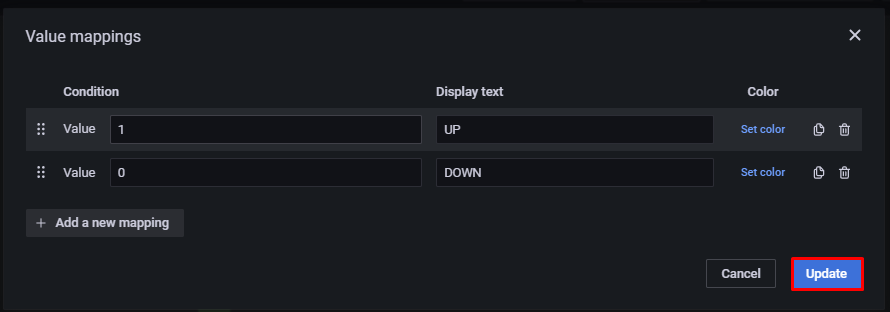 Value mappings
Condition Display text Color
Value 1 UP Set color
Value 0 DOWN Set color
+ Add a new mapping
Cancel Update